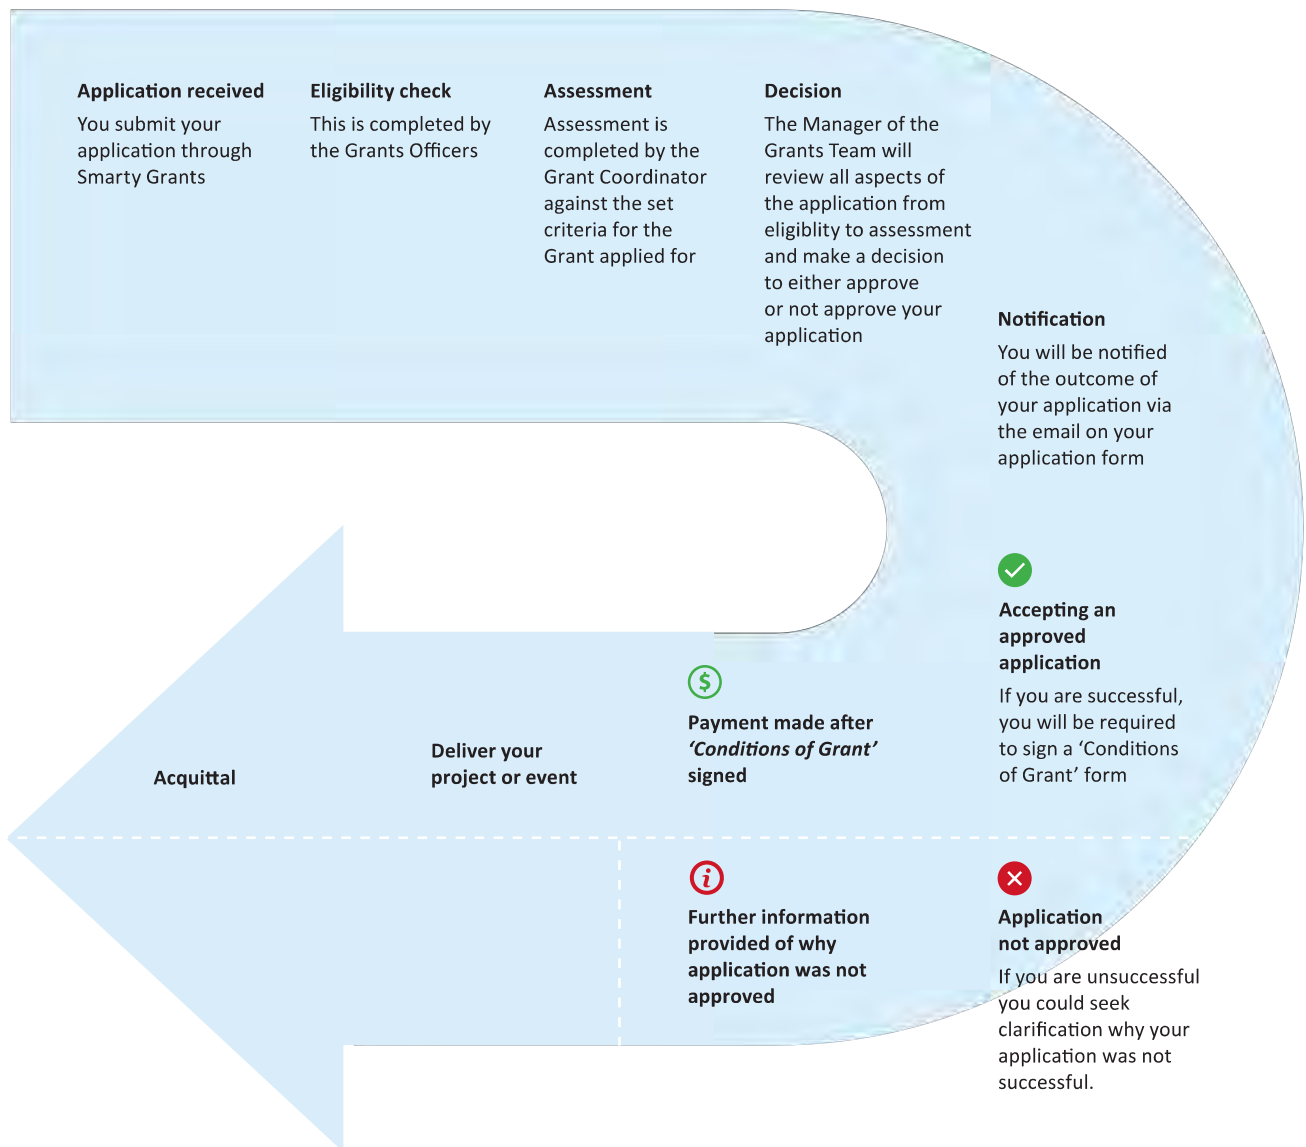 Application received
You submit your
application through
Smarty Grants
Eligibility check
This is completed by
the Grants Officers
Assessment
Assessment is
completed by the
Grant Coordinator
against the set
criteria for the
Grant applied for
Decision
The Manager of the
Grants Team will
review all aspects of
the application from
eligiblity to assessment
and make a decision
to either approve
or not approve your
application
Notification
You will be notified
of the outcome of
your application via
the email on your
application form
Accepting an
approved
application
If you are successful,
you will be required
to sign a ‘Conditions
of Grant’ form
$
Payment made after
‘Conditions of Grant’
signed
Deliver your
project or event
Acquittal
Application
not approved
If you are unsuccessful
you could seek
clarification why your
application was not
successful.
i
Further information
provided of why
application was not
approved